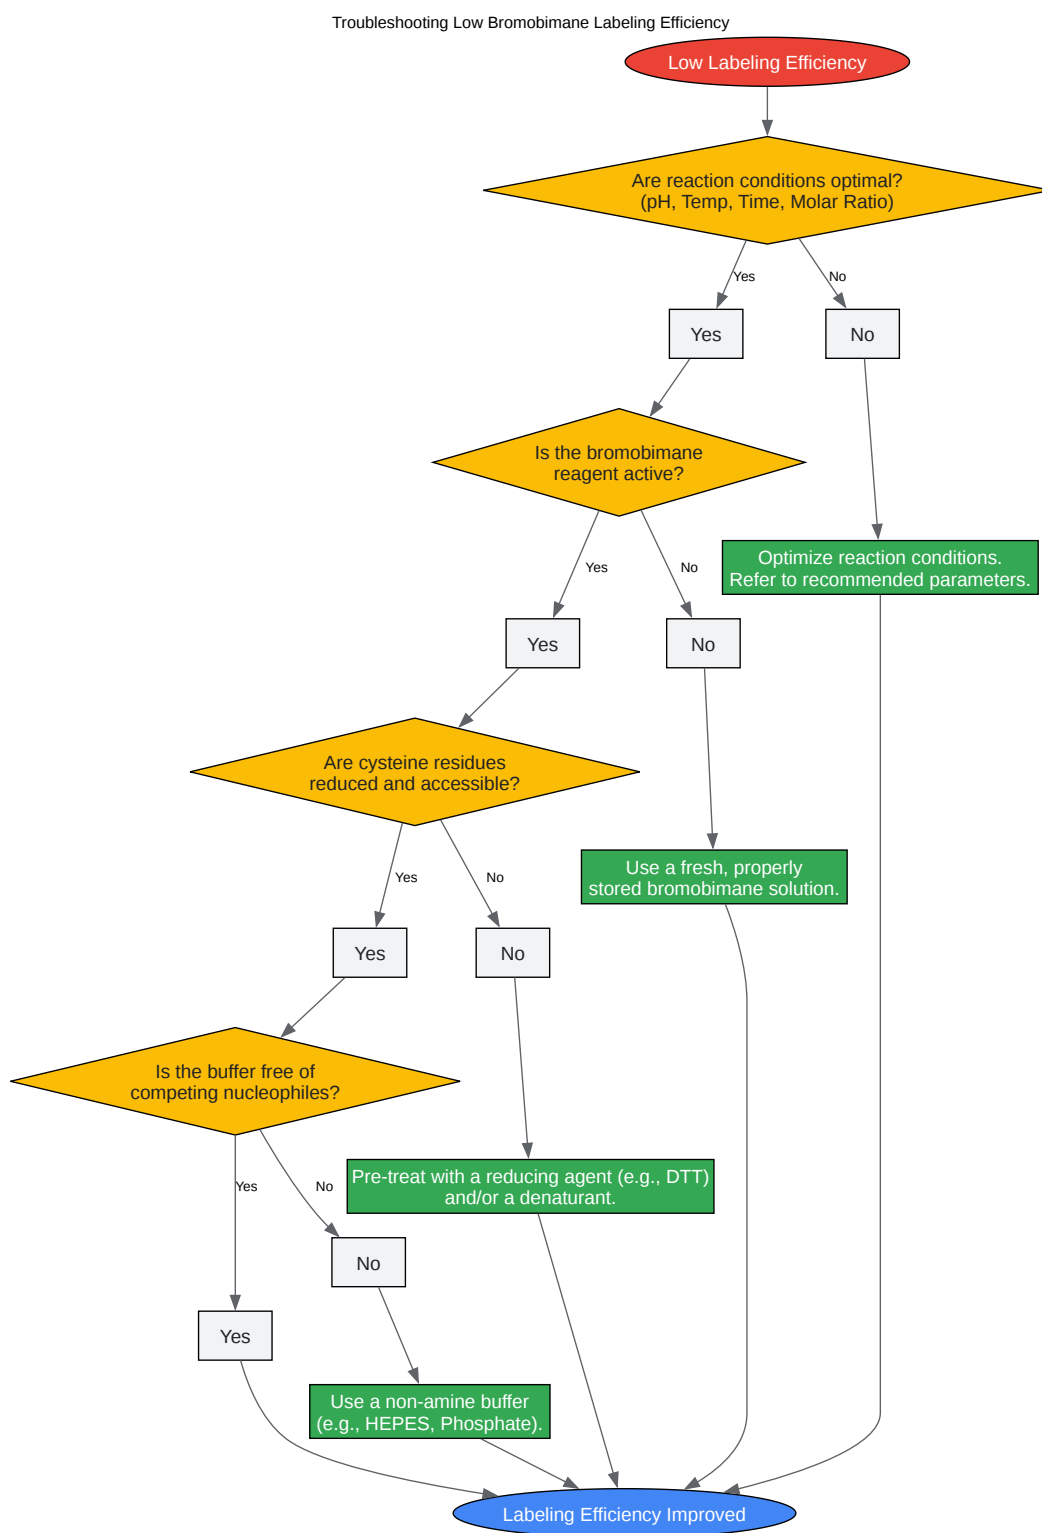 Troubleshooting Low Bromobimane Labeling Efficiency
Low Labeling Efficiency
Are reaction conditions optimal?
(pH, Temp, Time, Molar Ratio)
Yes
No
Yes
No
Is the bromobimane
reagent active?
Optimize reaction conditions.
Refer to recommended parameters.
Yes
No
Yes
No
Are cysteine residues
reduced and accessible?
Use a fresh, properly
stored bromobimane solution.
Yes
No
Yes
No
Is the buffer free of
competing nucleophiles?
Pre-treat with a reducing agent (e.g., DTT)
and/or a denaturant.
Yes
No
No
Yes
Use a non-amine buffer
(e.g., HEPES, Phosphate).
Labeling Efficiency Improved